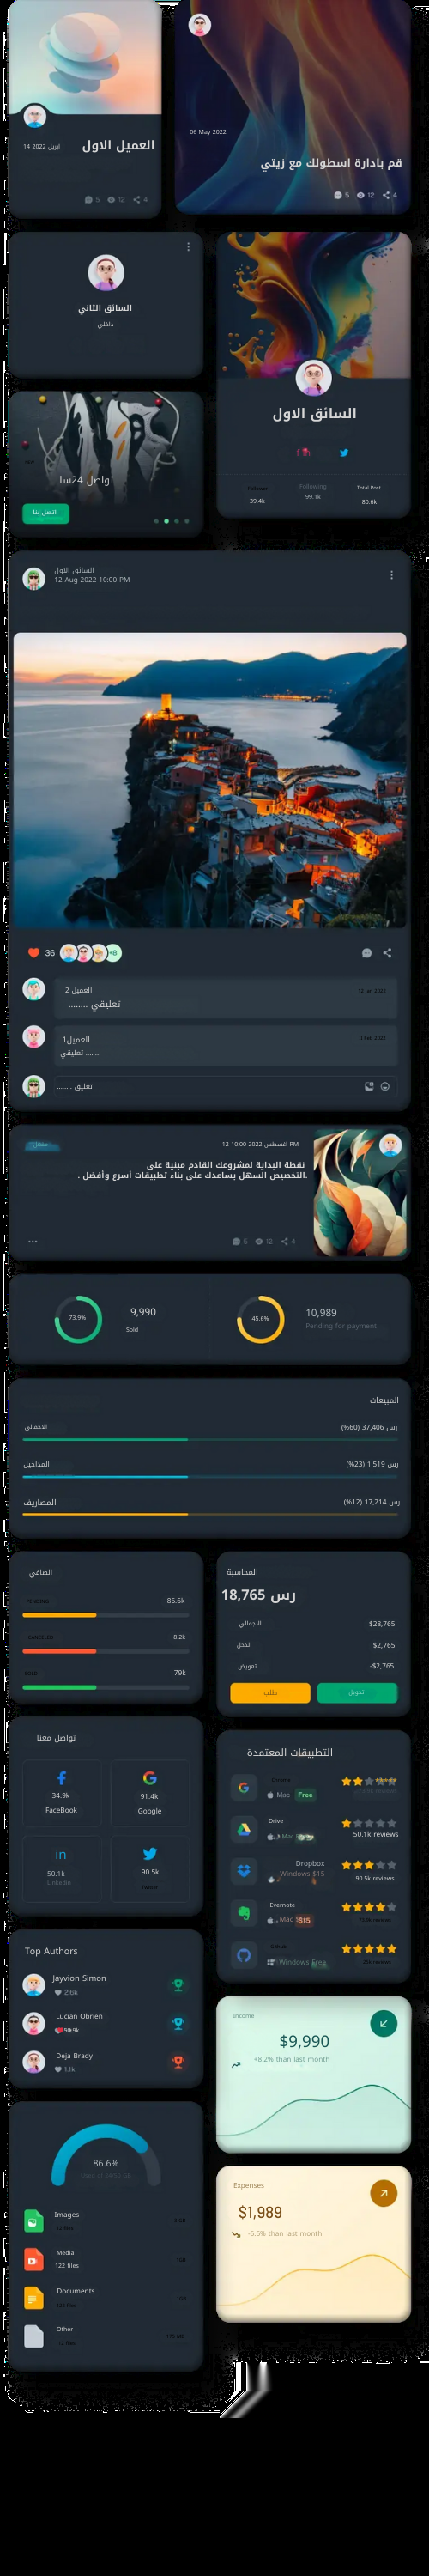 العميل الاول
ابريل 2022 14
5 12 4
06 May 2022
قم بادارة اسطولك مع زيتي
5 12 4
السائق الثاني
داخلي
السائق الاول
Following
Total Post
39.4k
99.1k
80.6k
تواصل 24سا
اتصل بنا
السائق الاول
12 Aug 2022 10:00 PM
36
+8
العميل 2
تعليقي ........
العميل1
تعليقي ........
تعليق ........
12 اغسطس 2022 10:00 PM
نقطة البداية لمشروعك القادم مبنية على
التخصيص السهل يساعدك على بناء تطبيقات أسرع وأفضل .
5 12 4
73.9%
9,990
Sold
45.6%
10,989
Pending for payment
المبيعات
الاجمالي
رس 37,406 (60%)
المداخيل
رس 1,519 (23%)
المصاريف
رس 17,214 (12%)
الصافي
86.6k
8.2k
79k
المحاسبة
رس 18,765
الاجمالي
$28,765
الدخل
$2,765
تعويض
-$2,765
طلب
تحويل
تواصل معنا
34.9k
FaceBook
91.4k
Google
50.1k
Linkedin
90.5k
التطبيقات المعتمدة
Mac
Free
Drive
Mac
50.1k reviews
Dropbox
Windows $15
90.5k reviews
Evernote
Mac $15
Windows
Top Authors
Jayvion Simon
2.6k
Lucian Obrien
Deja Brady
1.1k
Income
$9,990
+8.2% than last month
Expenses
$1,989
-6.6% than last month
86.6%
Images
Media
122 files
Documents
Other